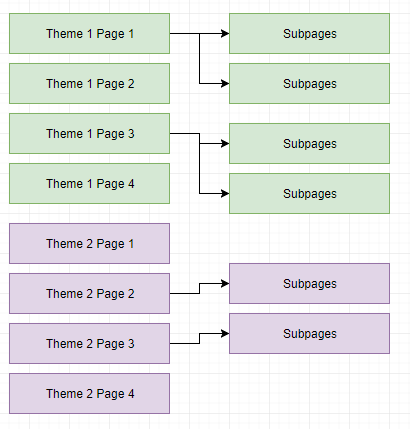 Theme 1 Page 1
Subpages
Theme 1 Page 2
Subpages
Theme 1 Page 3
Subpages
Theme 1 Page 4
Subpages
Theme 2 Page 1
Theme 2 Page 2
Subpages
Theme 2 Page 3
Subpages
Theme 2 Page 4